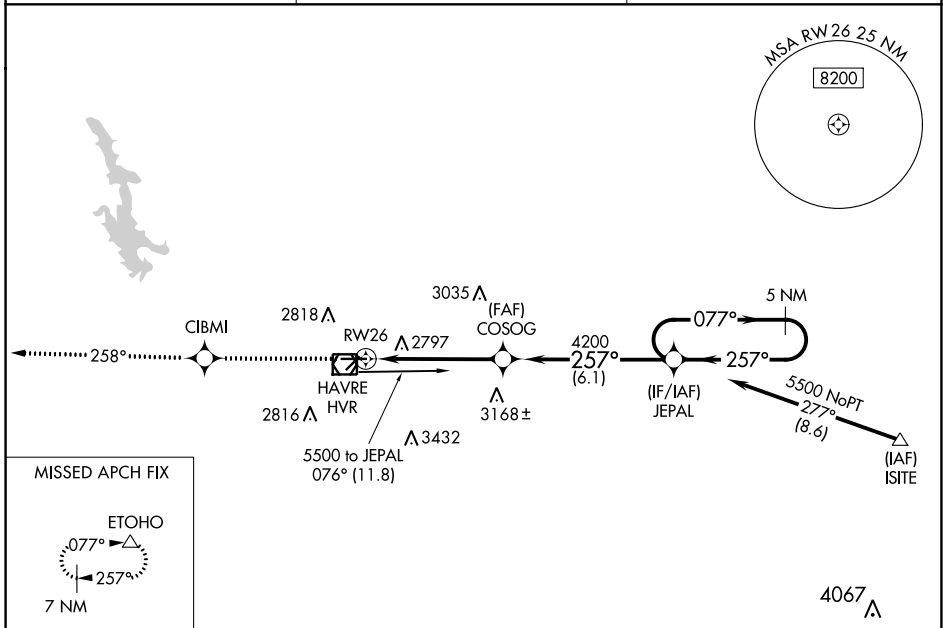 MSA RW 26 25 NM
8200
5 NM
3035
(FAF)
COSOG
077°
2818
CIBMI
RW26
2797
4200
257°
(6.1)
257°
258°
HAVRE
HVR
(IF/IAF)
JEPAL
5500 NoPT
277°
(8.6)
2816
3168±
3432
5500 to JEPAL
076° (11.8)
(IAF)
ISITE
MISSED APCH FIX
ETOHO
077°
257°
7 NM
4067